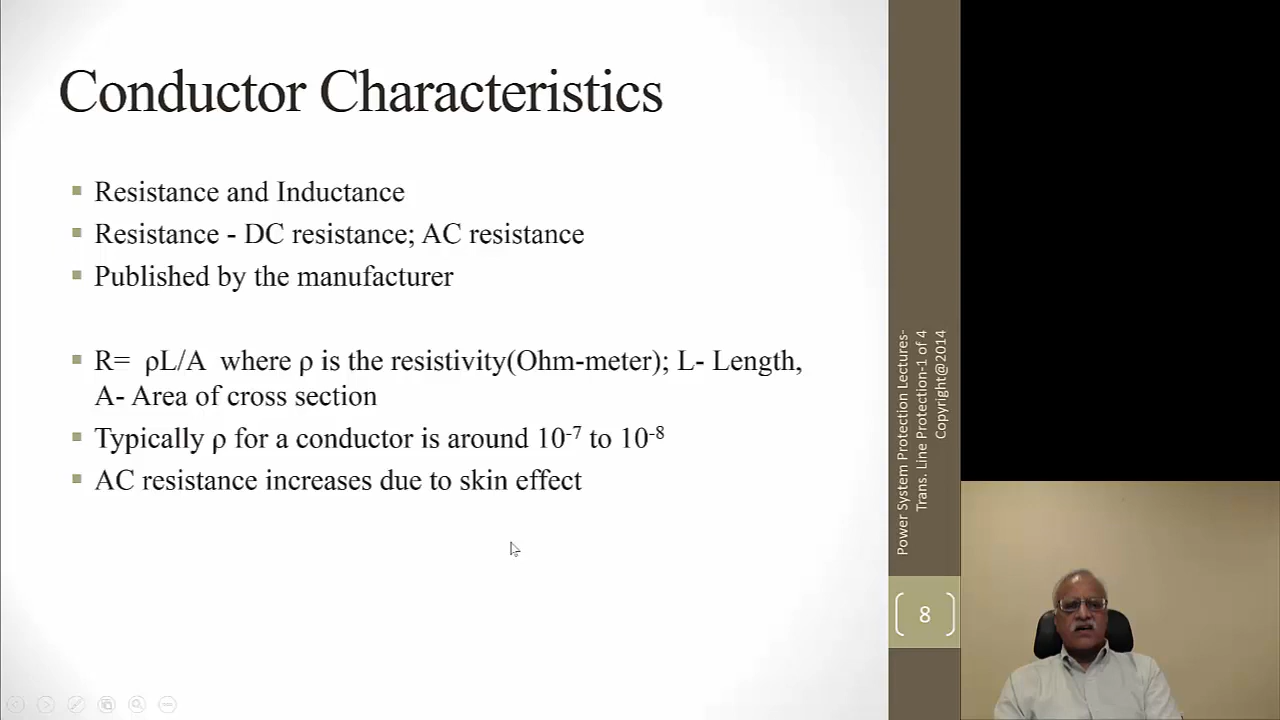 Conductor Characteristics
Resistance and Inductance
Resistance - DC resistance; AC resistance
Published by the manufacturer
R= ρL/A where ρ is the resistivity(Ohm-meter); L- Length,
A- Area of cross section
Typically ρ for a conductor is around 10⁻⁷ to 10⁻⁸
AC resistance increases due to skin effect
Power System Protection Lectures-
Trans. Line Protection-1 of 4
Copyright@2014
8